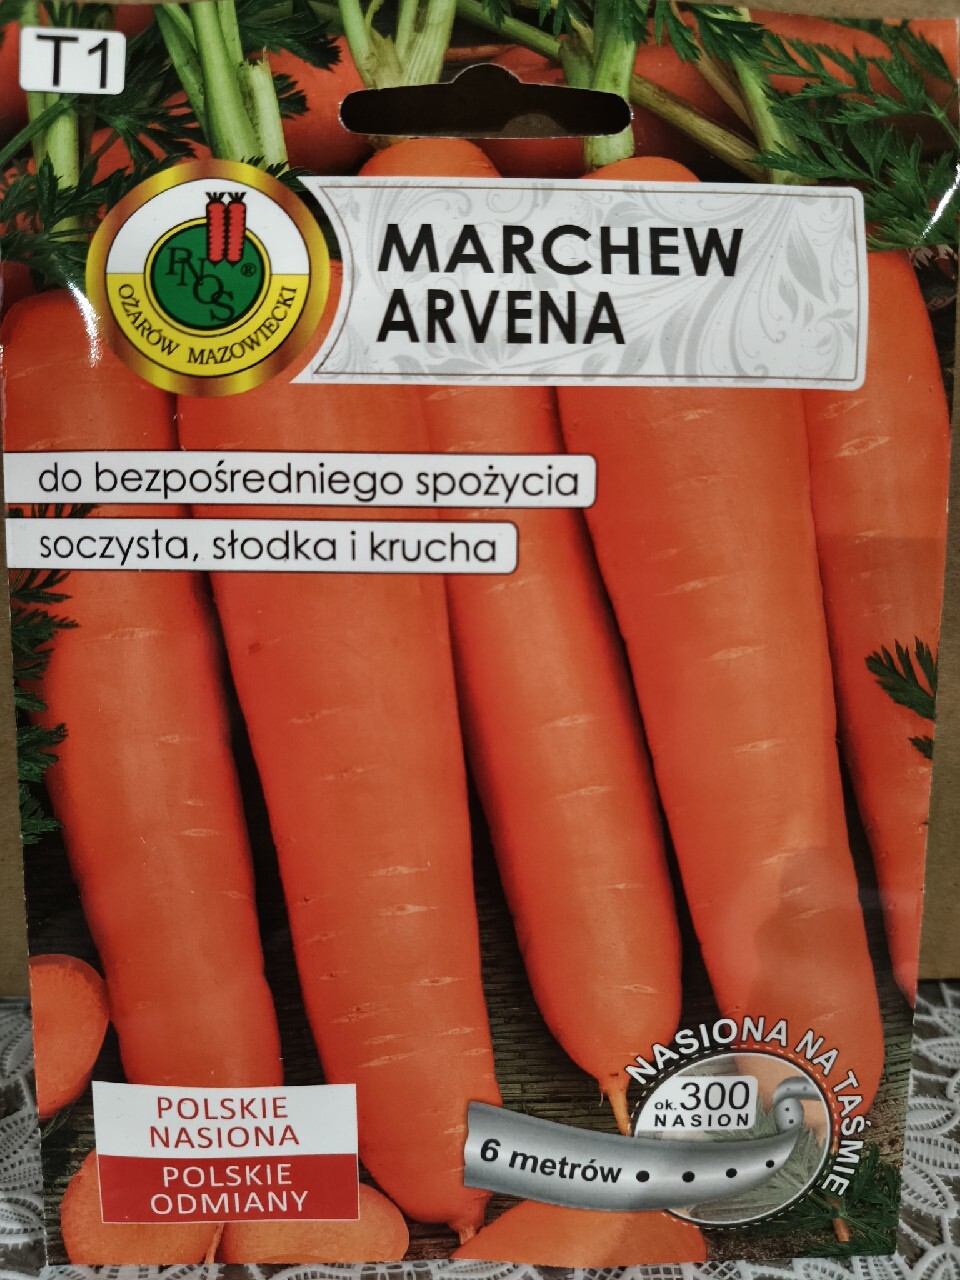 T1
PNOS ®
OŻARÓW MAZOWIECKI
MARCHEW
ARVENA
do bezpośredniego spożycia
soczysta, słodka i krucha
POLSKIE
NASIONA
POLSKIE
ODMIANY
NASIONA NA TAŚMIE
ok. 300
NASION
6 metrów